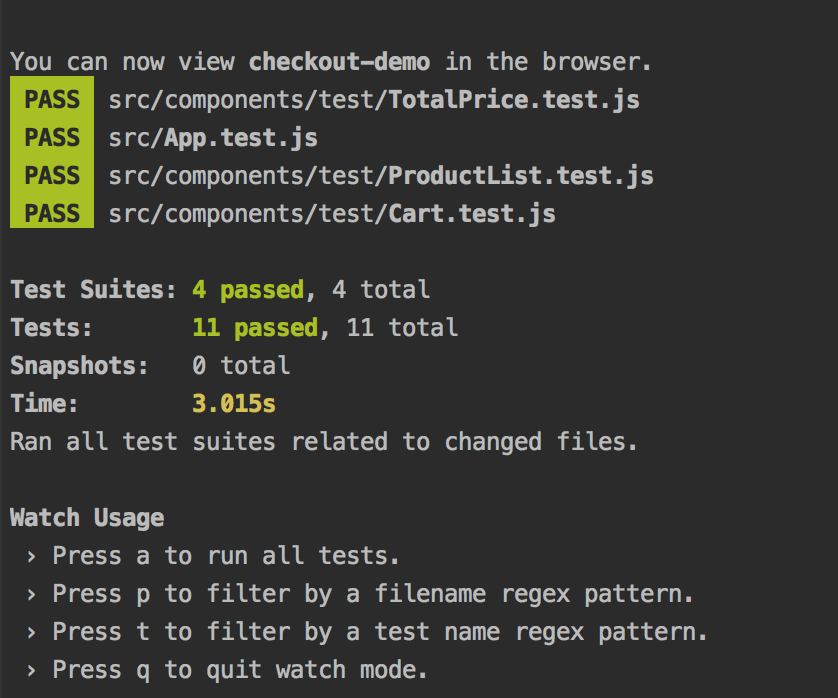 You can now view checkout-demo in the browser.
PASS src/components/test/TotalPrice.test.js
PASS src/App.test.js
PASS src/components/test/ProductList.test.js
PASS src/components/test/Cart.test.js
Test Suites: 4 passed, 4 total
Tests: 11 passed, 11 total
Snapshots: 0 total
Time: 3.015s
Ran all test suites related to changed files.
Watch Usage
› Press a to run all tests.
› Press p to filter by a filename regex pattern.
› Press t to filter by a test name regex pattern.
› Press q to quit watch mode.